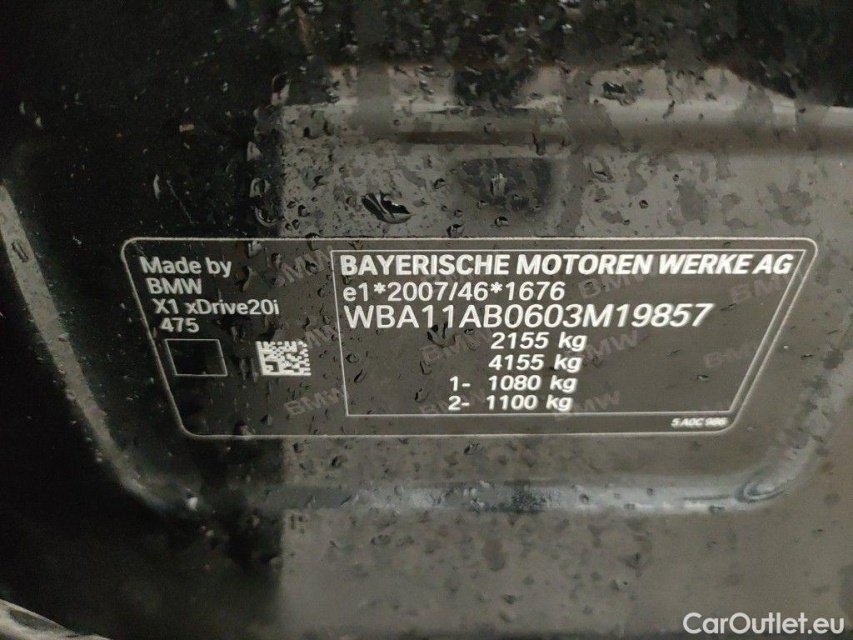 Made by
BMW
X1 xDrive20i
475
BAYERISCHE MOTOREN WERKE AG
e1*2007/46*1676
WBA11AB0603M19857
2155 kg
4155 kg
1- 1080 kg
2- 1100 kg
5 A0C 986
CarOutlet.eu